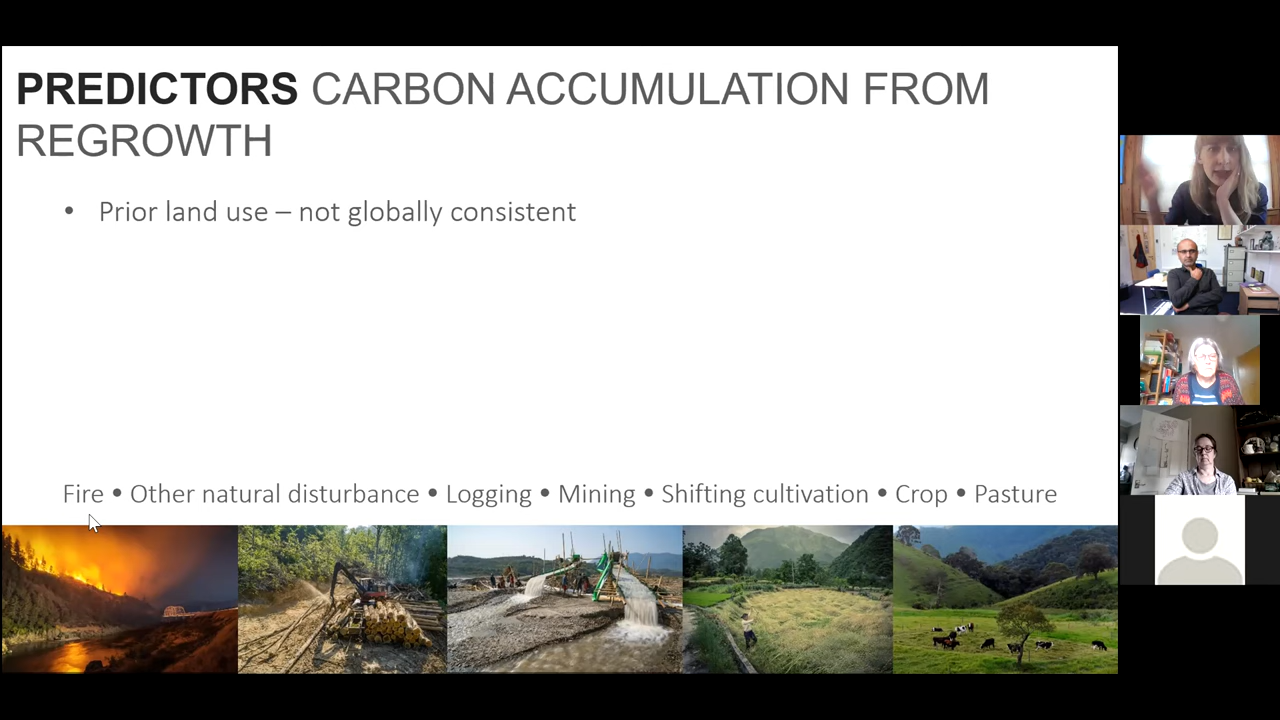 PREDICTORS CARBON ACCUMULATION FROM
REGROWTH
• Prior land use – not globally consistent
Fire • Other natural disturbance • Logging • Mining • Shifting cultivation • Crop • Pasture